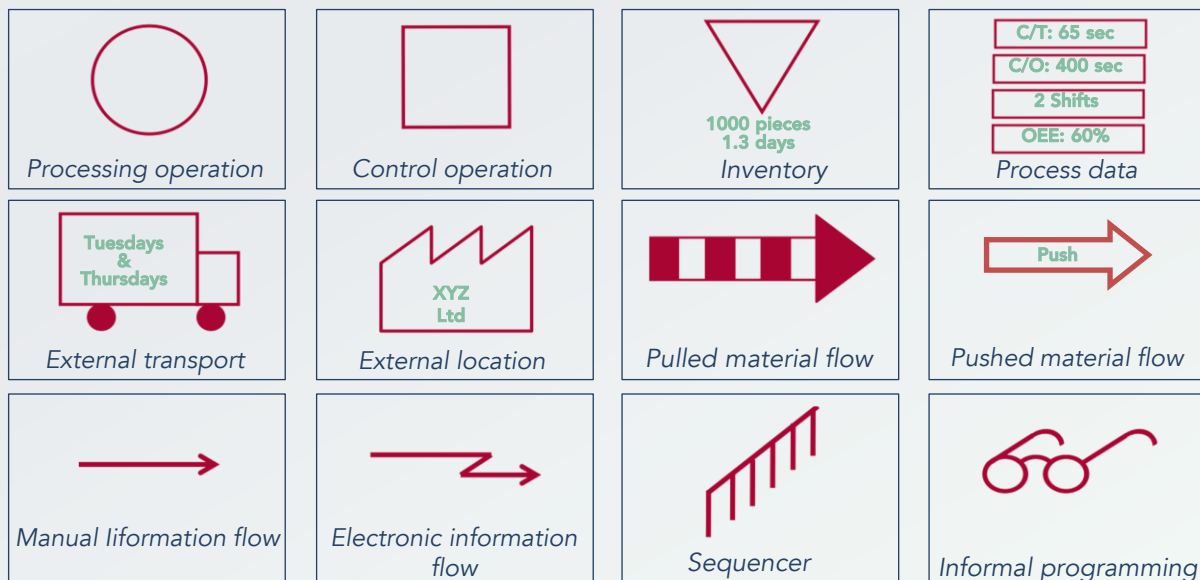 Processing operation
Control operation
1000 pieces
1.3 days
Inventory
C/T: 65 sec
C/O: 400 sec
2 Shifts
OEE: 60%
Process data
Tuesdays
&
Thursdays
External transport
XYZ
Ltd
External location
Pulled material flow
Push
Pushed material flow
Manual Iiformation flow
Electronic information
flow
Sequencer
Informal programming